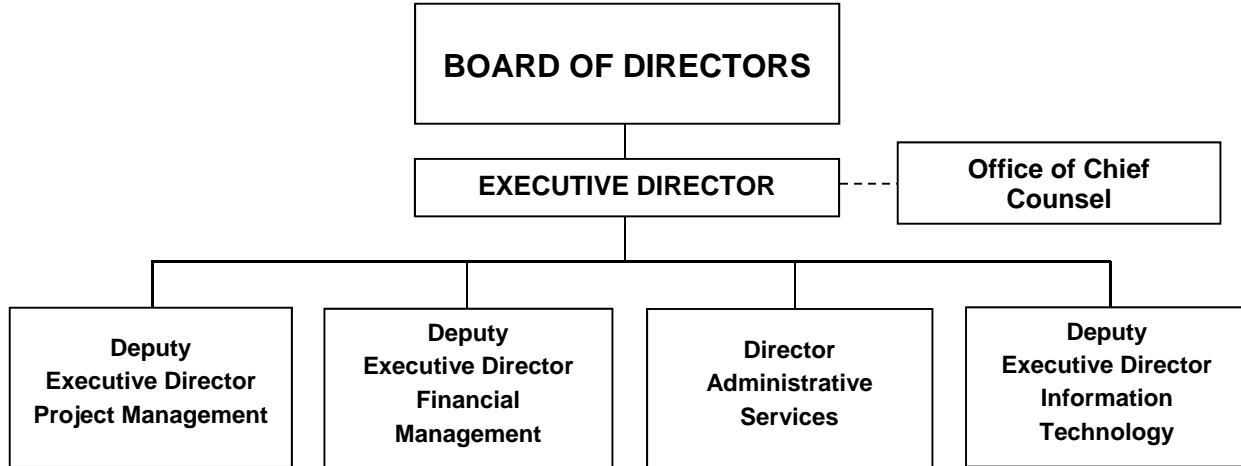 BOARD OF DIRECTORS
EXECUTIVE DIRECTOR
Office of Chief
Counsel
Deputy
Executive Director
Project Management
Deputy
Executive Director
Financial
Management
Director
Administrative
Services
Deputy
Executive Director
Information
Technology